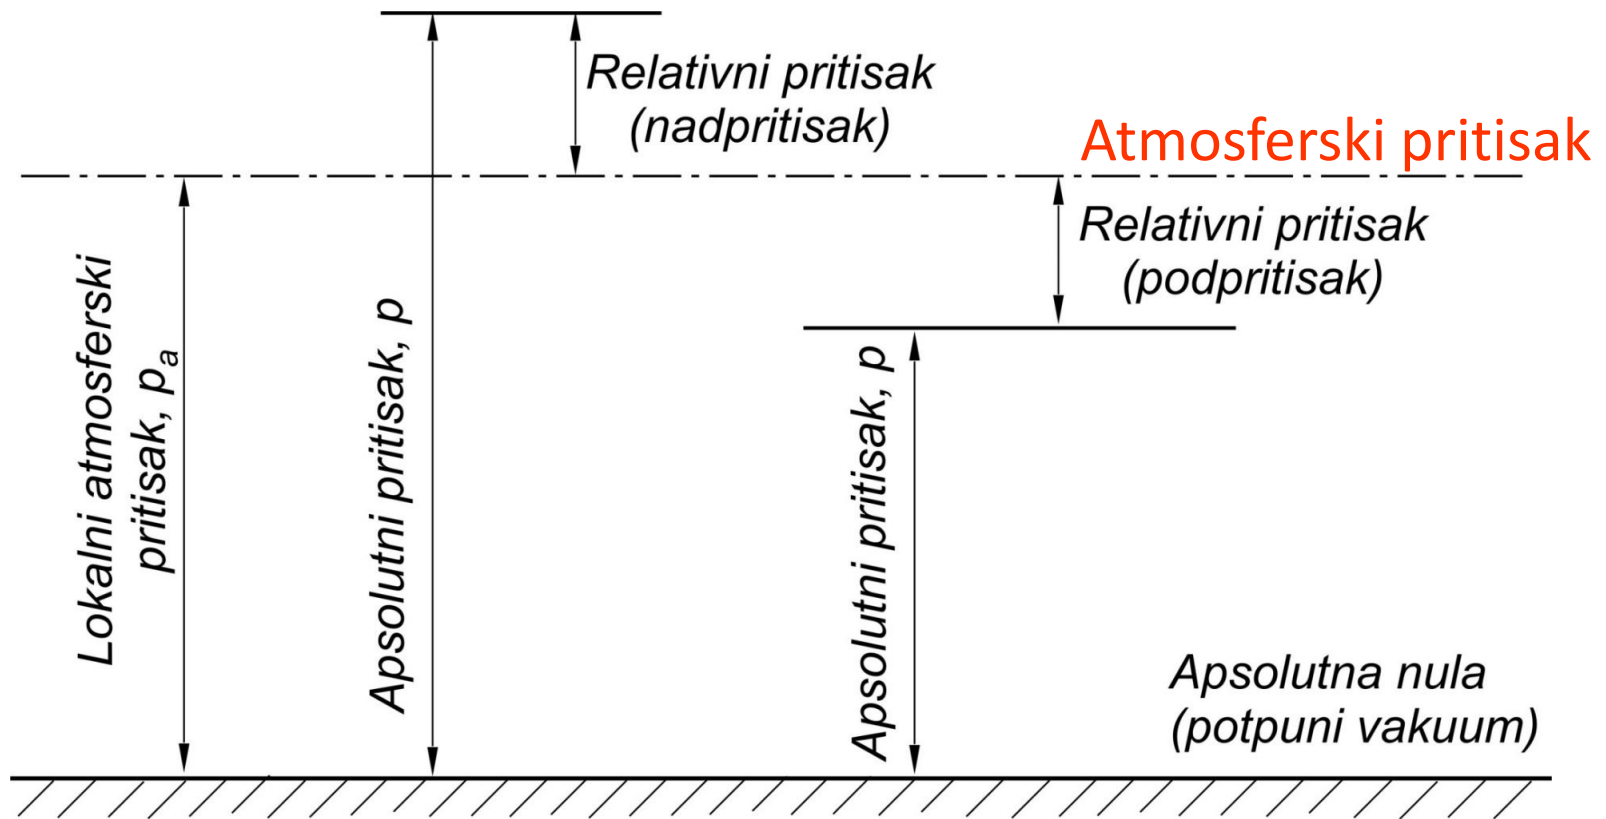 Relativni pritisak
(nadpritisak)
Atmosferski pritisak
Relativni pritisak
(podpritisak)
Lokalni atmosferski
pritisak, pₐ
Apsolutni pritisak, p
Apsolutni pritisak, p
Apsolutna nula
(potpuni vakuum)